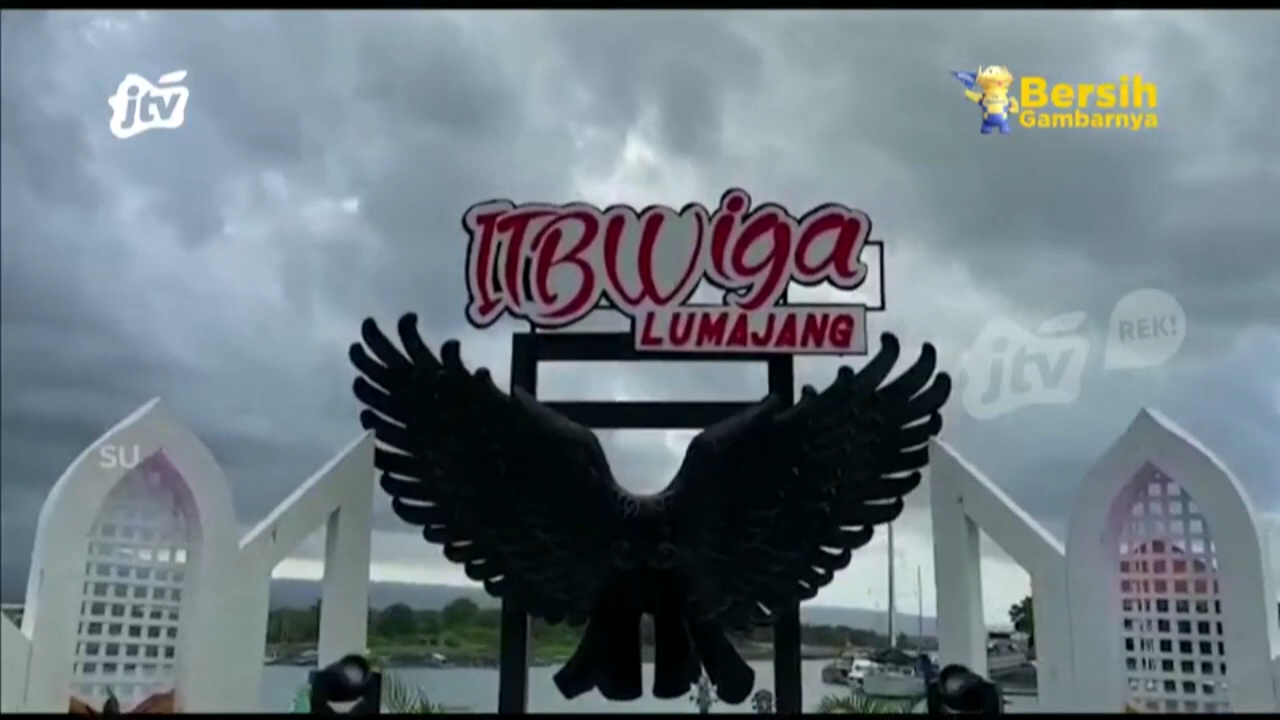 jtv
Bersih
Gambarnya
ITBWiga
LUMAJANG
jtv
REK!
SU